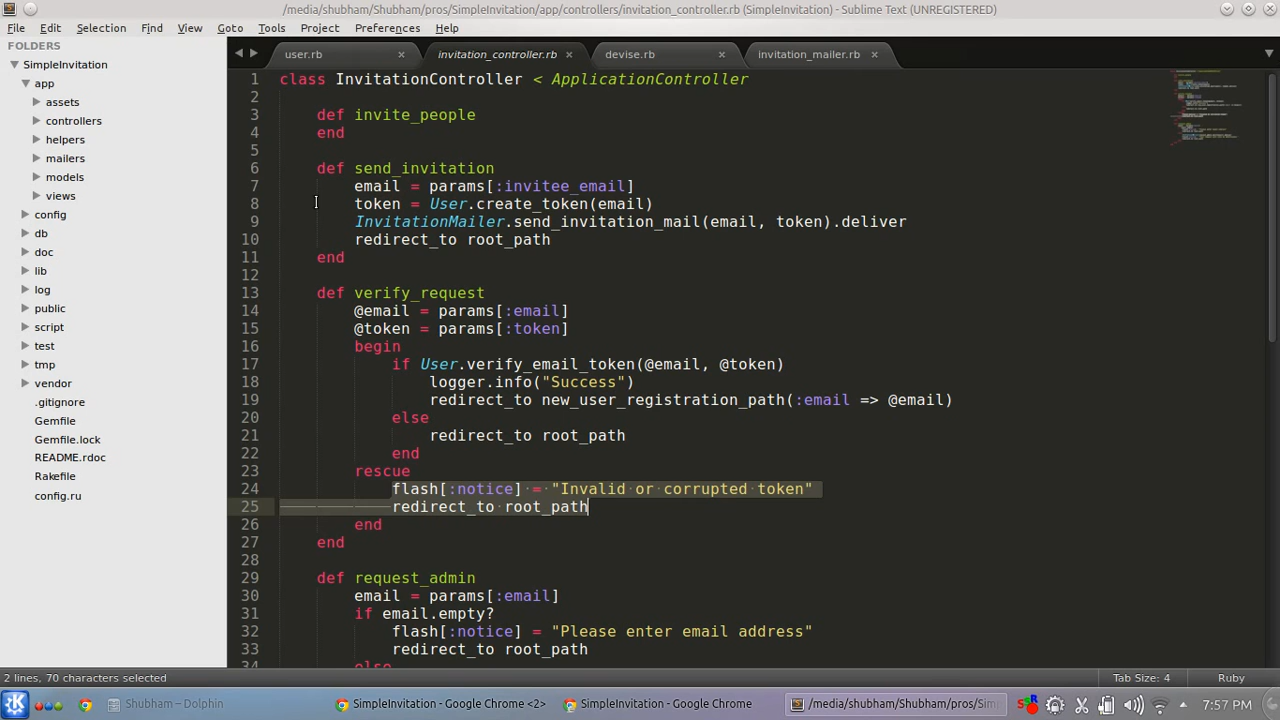 /media/shubham/Shubham/pros/SimpleInvitation/app/controllers/invitation_controller.rb (SimpleInvitation) - Sublime Text (UNREGISTERED)
File Edit Selection Find View Goto Tools Project Preferences Help
FOLDERS
SimpleInvitation
app
assets
controllers
helpers
mailers
models
views
config
db
doc
lib
log
public
script
test
tmp
vendor
.gitignore
Gemfile
Gemfile.lock
README.rdoc
Rakefile
config.ru
user.rb invitation_controller.rb devise.rb invitation_mailer.rb
1 class InvitationController < ApplicationController
2
3 def invite_people
4 end
5
6 def send_invitation
7 email = params[:invitee_email]
8 token = User.create_token(email)
9 InvitationMailer.send_invitation_mail(email, token).deliver
10 redirect_to root_path
11 end
12
13 def verify_request
14 @email = params[:email]
15 @token = params[:token]
16 begin
17 if User.verify_email_token(@email, @token)
18 logger.info("Success")
19 redirect_to new_user_registration_path(:email => @email)
20 else
21 redirect_to root_path
22 end
23 rescue
24 flash[:notice] = "Invalid or corrupted token"
25 redirect_to root_path
26 end
27 end
28
29 def request_admin
30 email = params[:email]
31 if email.empty?
32 flash[:notice] = "Please enter email address"
33 redirect_to root_path
34 else
2 lines, 70 characters selected Tab Size: 4 Ruby
Shubham – Dolphin SimpleInvitation - Google Chrome <2> SimpleInvitation - Google Chrome /media/shubham/Shubham/pros/Sim 7:57 PM